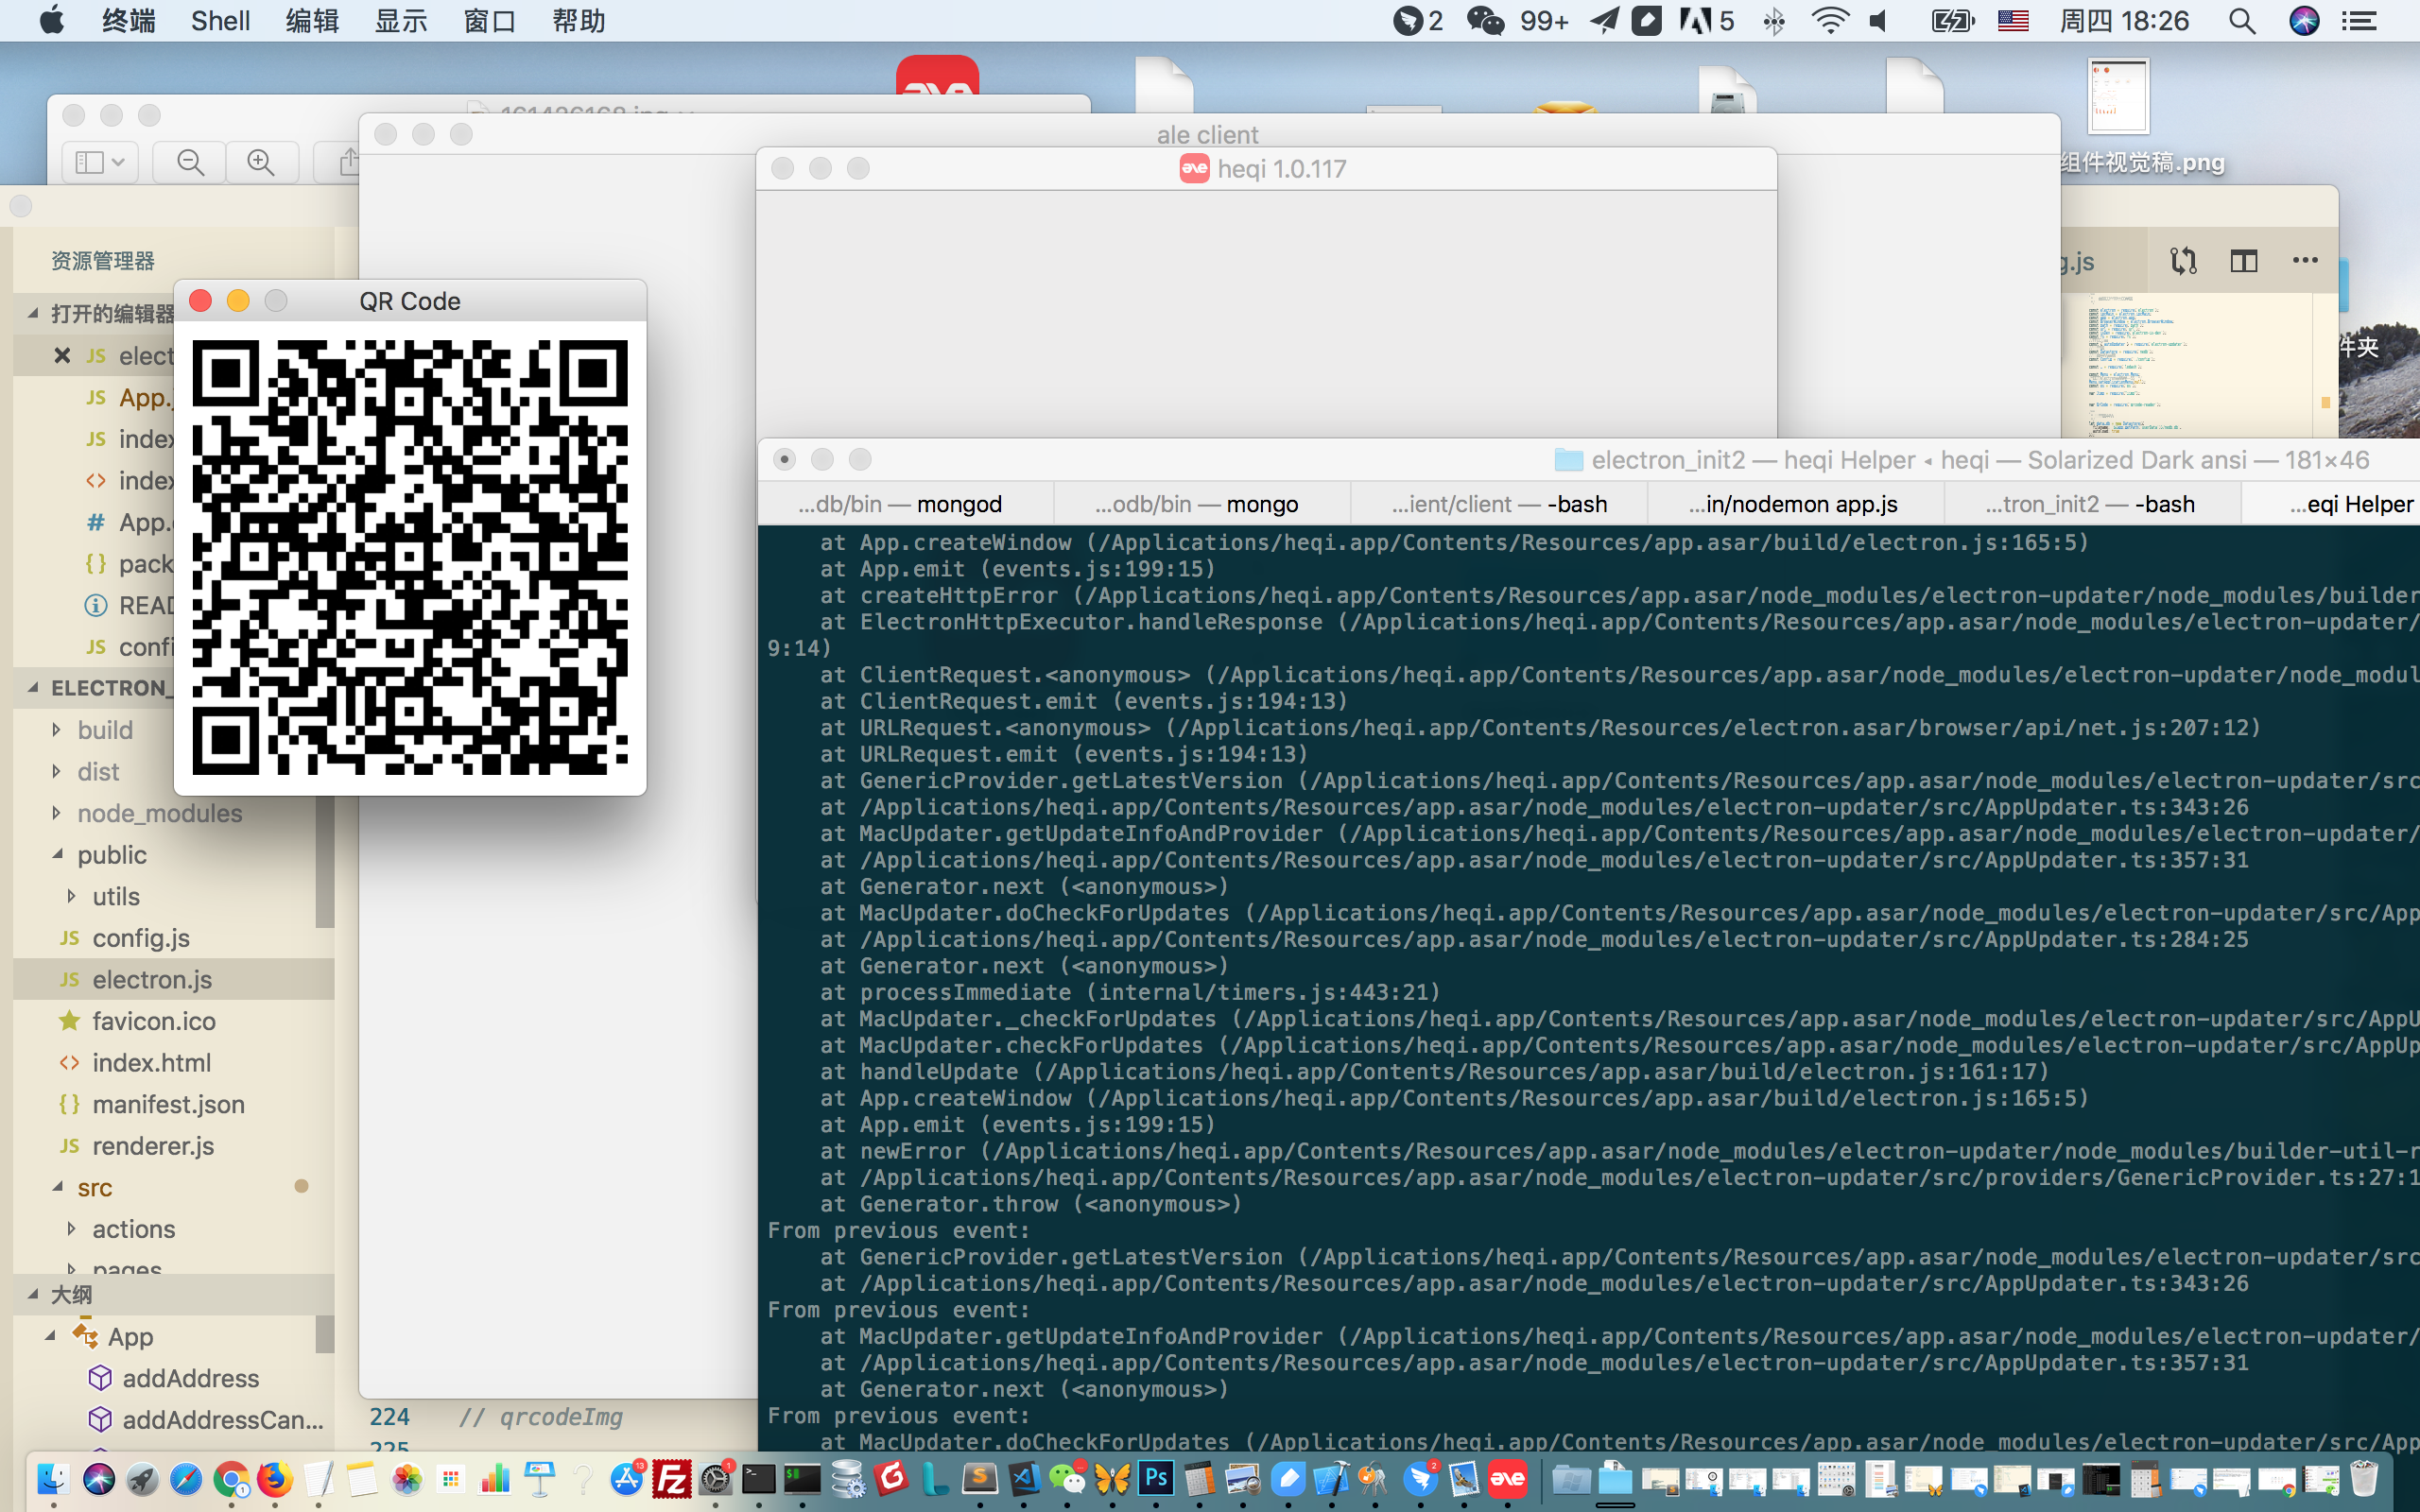 终端 Shell 编辑 显示 窗口 帮助
2 99+ 5 周四 18:26
组件视觉稿.png
件夹
ale client
heqi 1.0.117
QR Code
资源管理器
打开的编辑器
JS elect
JS App.j
JS index
<> index
# App.
{} pack
READ
JS confi
ELECTRON_
build
dist
node_modules
public
utils
JS config.js
JS electron.js
favicon.ico
<> index.html
{} manifest.json
JS renderer.js
src
actions
pages
大纲
App
addAddress
addAddressCan...
g.js
224 // qrcodeImg
225
electron_init2 — heqi Helper ◂ heqi — Solarized Dark ansi — 181×46
...db/bin — mongod
...odb/bin — mongo
...ient/client — -bash
...in/nodemon app.js
...tron_init2 — -bash
...eqi Helper
at App.createWindow (/Applications/heqi.app/Contents/Resources/app.asar/build/electron.js:165:5)
at App.emit (events.js:199:15)
at createHttpError (/Applications/heqi.app/Contents/Resources/app.asar/node_modules/electron-updater/node_modules/builder
at ElectronHttpExecutor.handleResponse (/Applications/heqi.app/Contents/Resources/app.asar/node_modules/electron-updater/
9:14)
at ClientRequest.<anonymous> (/Applications/heqi.app/Contents/Resources/app.asar/node_modules/electron-updater/node_modul
at ClientRequest.emit (events.js:194:13)
at URLRequest.<anonymous> (/Applications/heqi.app/Contents/Resources/electron.asar/browser/api/net.js:207:12)
at URLRequest.emit (events.js:194:13)
at GenericProvider.getLatestVersion (/Applications/heqi.app/Contents/Resources/app.asar/node_modules/electron-updater/src
at /Applications/heqi.app/Contents/Resources/app.asar/node_modules/electron-updater/src/AppUpdater.ts:343:26
at MacUpdater.getUpdateInfoAndProvider (/Applications/heqi.app/Contents/Resources/app.asar/node_modules/electron-updater/
at /Applications/heqi.app/Contents/Resources/app.asar/node_modules/electron-updater/src/AppUpdater.ts:357:31
at Generator.next (<anonymous>)
at MacUpdater.doCheckForUpdates (/Applications/heqi.app/Contents/Resources/app.asar/node_modules/electron-updater/src/App
at /Applications/heqi.app/Contents/Resources/app.asar/node_modules/electron-updater/src/AppUpdater.ts:284:25
at Generator.next (<anonymous>)
at processImmediate (internal/timers.js:443:21)
at MacUpdater._checkForUpdates (/Applications/heqi.app/Contents/Resources/app.asar/node_modules/electron-updater/src/AppU
at MacUpdater.checkForUpdates (/Applications/heqi.app/Contents/Resources/app.asar/node_modules/electron-updater/src/AppUp
at handleUpdate (/Applications/heqi.app/Contents/Resources/app.asar/build/electron.js:161:17)
at App.createWindow (/Applications/heqi.app/Contents/Resources/app.asar/build/electron.js:165:5)
at App.emit (events.js:199:15)
at newError (/Applications/heqi.app/Contents/Resources/app.asar/node_modules/electron-updater/node_modules/builder-util-r
at /Applications/heqi.app/Contents/Resources/app.asar/node_modules/electron-updater/src/providers/GenericProvider.ts:27:1
at Generator.throw (<anonymous>)
From previous event:
at GenericProvider.getLatestVersion (/Applications/heqi.app/Contents/Resources/app.asar/node_modules/electron-updater/src
at /Applications/heqi.app/Contents/Resources/app.asar/node_modules/electron-updater/src/AppUpdater.ts:343:26
From previous event:
at MacUpdater.getUpdateInfoAndProvider (/Applications/heqi.app/Contents/Resources/app.asar/node_modules/electron-updater/
at /Applications/heqi.app/Contents/Resources/app.asar/node_modules/electron-updater/src/AppUpdater.ts:357:31
at Generator.next (<anonymous>)
From previous event:
at MacUpdater.doCheckForUpdates (/Applications/heqi.app/Contents/Resources/app.asar/node_modules/electron-updater/src/App